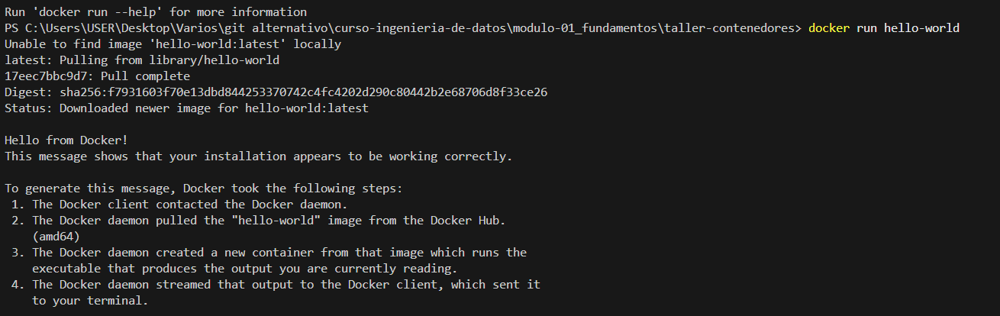 Run 'docker run --help' for more information
PS C:\Users\USER\Desktop\Varios\git alternativo\curso-ingenieria-de-datos\modulo-01_fundamentos\taller-contenedores> docker run hello-world
Unable to find image 'hello-world:latest' locally
latest: Pulling from library/hello-world
17eec7bbc9d7: Pull complete
Digest: sha256:f7931603f70e13dbd844253370742c4fc4202d290c80442b2e68706d8f33ce26
Status: Downloaded newer image for hello-world:latest

Hello from Docker!
This message shows that your installation appears to be working correctly.

To generate this message, Docker took the following steps:
 1. The Docker client contacted the Docker daemon.
 2. The Docker daemon pulled the "hello-world" image from the Docker Hub.
    (amd64)
 3. The Docker daemon created a new container from that image which runs the
    executable that produces the output you are currently reading.
 4. The Docker daemon streamed that output to the Docker client, which sent it
    to your terminal.